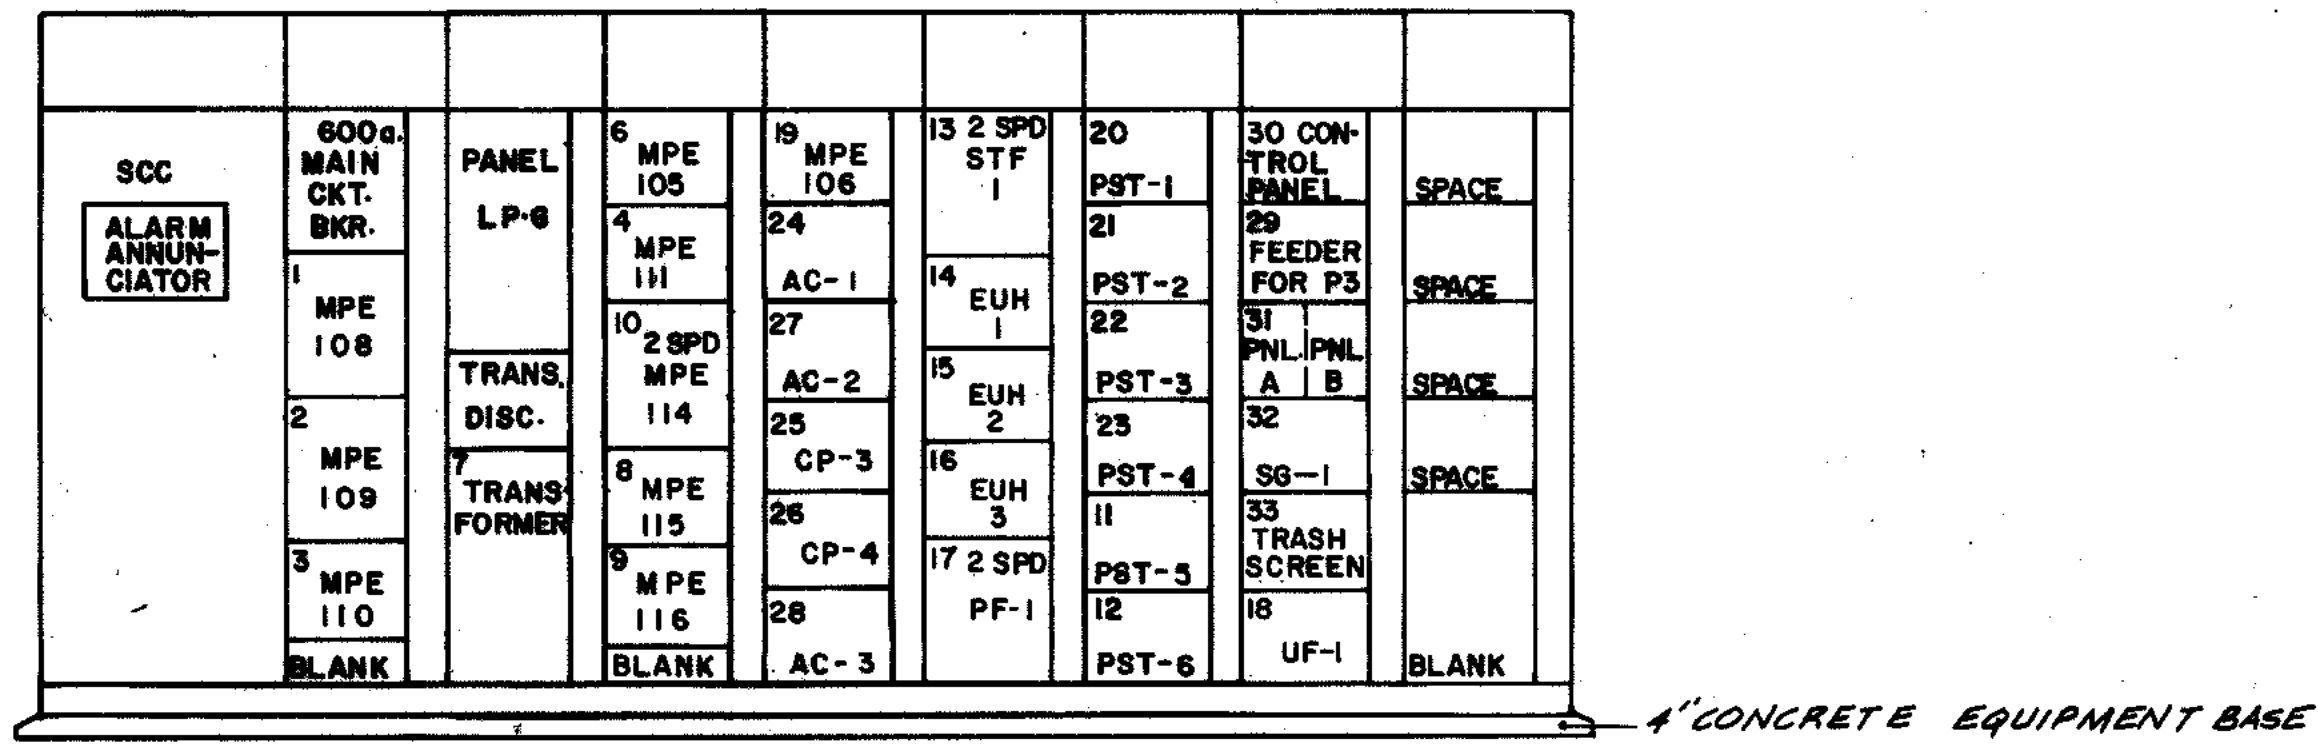 SCC
ALARM
ANNUN-
CIATOR
600a.
MAIN
CKT.
BKR.
1
MPE
108
2
MPE
109
3
MPE
110
BLANK
PANEL
LP-6
TRANS.
DISC.
7
TRANS-
FORMER
6
MPE
105
4
MPE
111
10
2 SPD
MPE
114
8
MPE
115
9
MPE
116
BLANK
19
MPE
106
24
AC-1
27
AC-2
25
CP-3
26
CP-4
28
AC-3
13 2 SPD
STF
1
14
EUH
1
15
EUH
2
16
EUH
3
17 2 SPD
PF-1
20
PST-1
21
PST-2
22
PST-3
23
PST-4
11
PST-5
12
PST-6
30 CON-
TROL
PANEL
29
FEEDER
FOR P3
31
PNL. PNL
A B
32
SG-1
33
TRASH
SCREEN
18
UF-1
SPACE
SPACE
SPACE
SPACE
BLANK
4" CONCRETE EQUIPMENT BASE